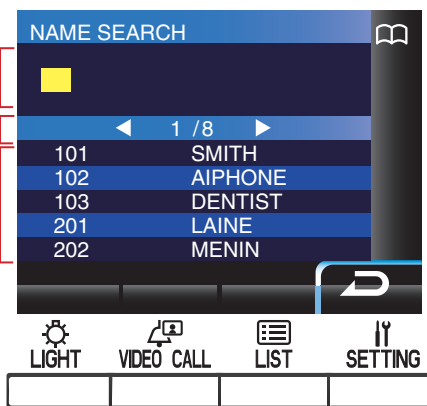 NAME SEARCH
1 /8
101 SMITH
102 AIPHONE
103 DENTIST
201 LAINE
202 MENIN
LIGHT VIDEO CALL LIST SETTING